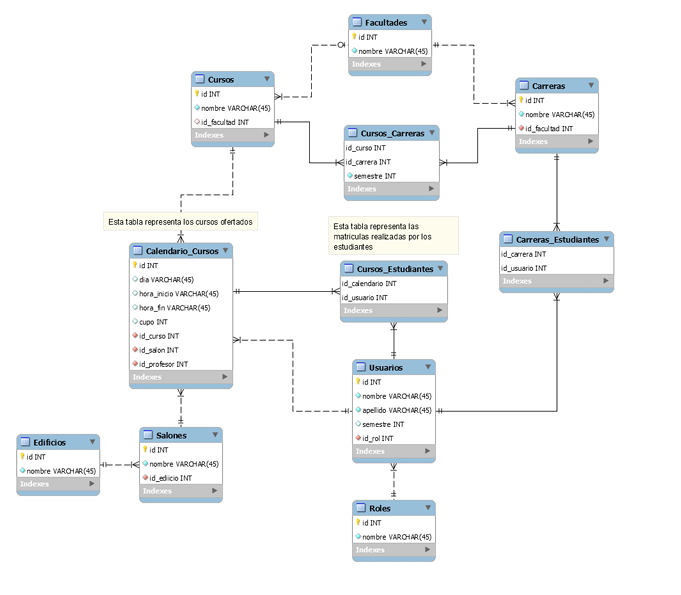 Facultades
id INT
nombre VARCHAR(45)
Indexes
Cursos
id INT
nombre VARCHAR(45)
id_facultad INT
Indexes
Carreras
id INT
nombre VARCHAR(45)
id_facultad INT
Indexes
Cursos_Carreras
id_curso INT
id_carrera INT
semestre INT
Indexes
Esta tabla representa los cursos ofertados
Esta tabla representa las
matriculas realizadas por los
estudiantes
Calendario_Cursos
id INT
dia VARCHAR(45)
hora_inicio VARCHAR(45)
hora_fin VARCHAR(45)
cupo INT
id_curso INT
id_salon INT
id_profesor INT
Indexes
Cursos_Estudiantes
id_calendario INT
id_usuario INT
Indexes
Carreras_Estudiantes
id_carrera INT
id_usuario INT
Indexes
Usuarios
id INT
nombre VARCHAR(45)
apellido VARCHAR(45)
semestre INT
id_rol INT
Indexes
Edificios
id INT
nombre VARCHAR(45)
Indexes
Salones
id INT
nombre VARCHAR(45)
id_edicio INT
Indexes
Roles
id INT
nombre VARCHAR(45)
Indexes